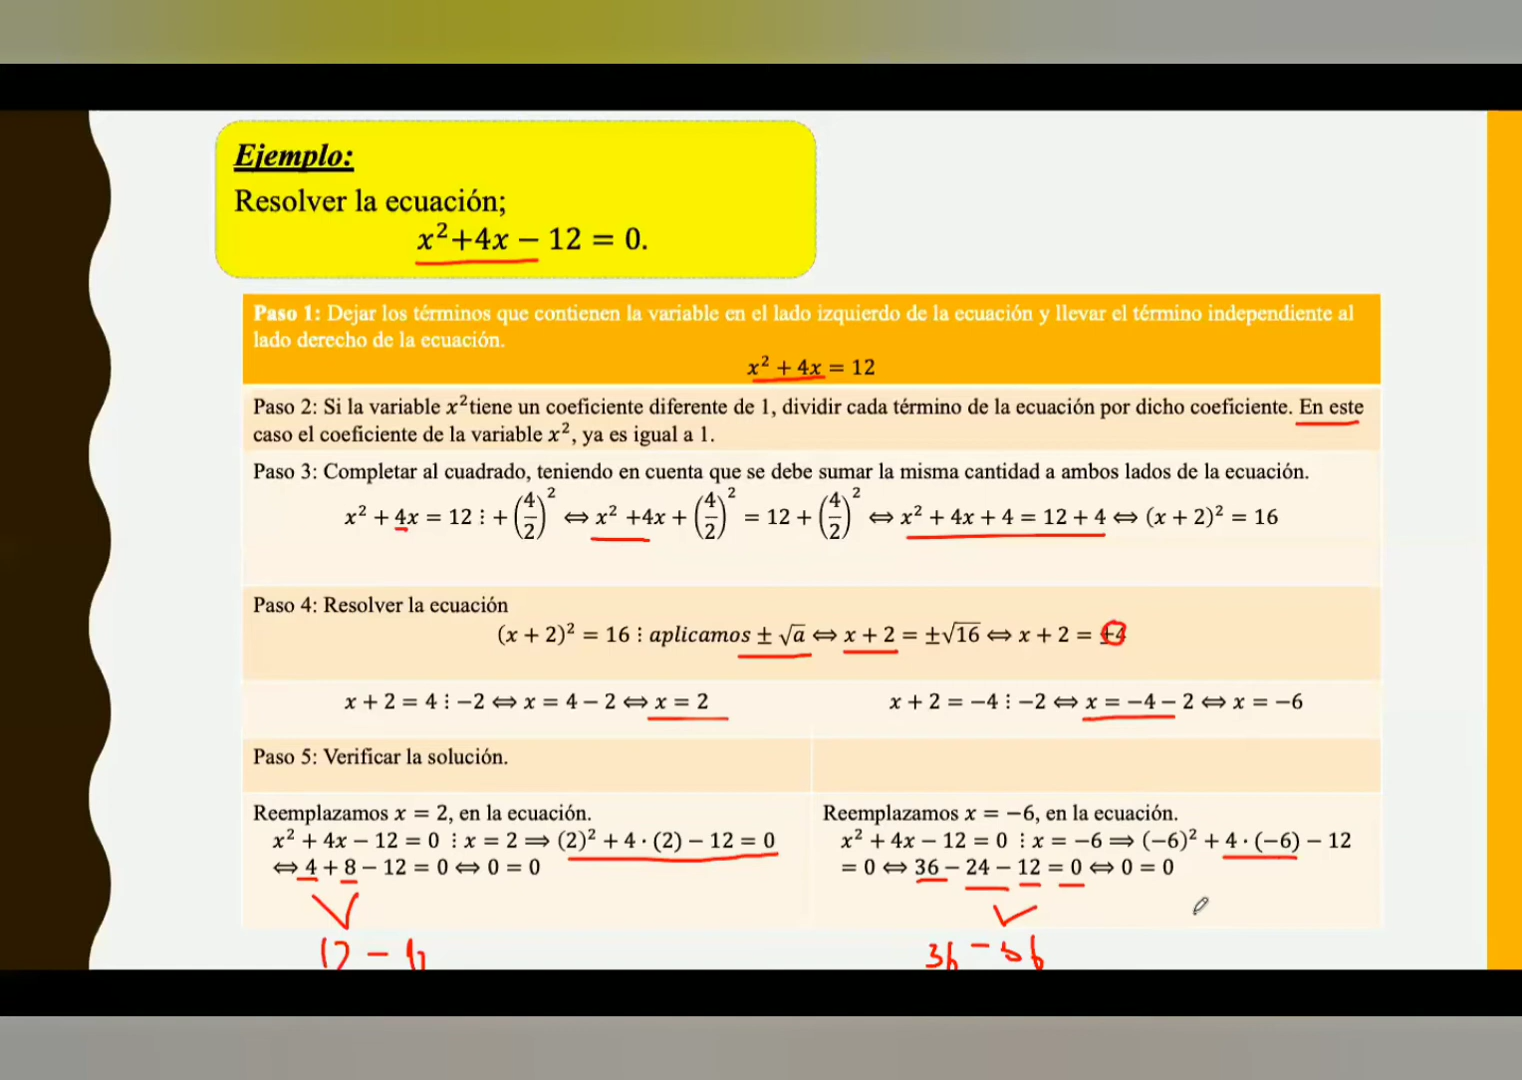 Ejemplo:
Resolver la ecuación;
x²+4x − 12 = 0.
Paso 1: Dejar los términos que contienen la variable en el lado izquierdo de la ecuación y llevar el término independiente al
lado derecho de la ecuación.
x² + 4x = 12
Paso 2: Si la variable x²tiene un coeficiente diferente de 1, dividir cada término de la ecuación por dicho coeficiente. En este
caso el coeficiente de la variable x², ya es igual a 1.
Paso 3: Completar al cuadrado, teniendo en cuenta que se debe sumar la misma cantidad a ambos lados de la ecuación.
x² + 4x = 12 ⋮ +(4/2)² ⟺ x² +4x + (4/2)² = 12 + (4/2)² ⟺ x² + 4x + 4 = 12 + 4 ⟺ (x + 2)² = 16
Paso 4: Resolver la ecuación
(x + 2)² = 16 ⋮ aplicamos ± √a ⟺ x + 2 = ±√16 ⟺ x + 2 = ±4
x + 2 = 4 ⋮ −2 ⟺ x = 4 − 2 ⟺ x = 2
x + 2 = −4 ⋮ −2 ⟺ x = −4 − 2 ⟺ x = −6
Paso 5: Verificar la solución.
Reemplazamos x = 2, en la ecuación.
x² + 4x − 12 = 0 ⋮ x = 2 ⟹ (2)² + 4 · (2) − 12 = 0
⟺ 4 + 8 − 12 = 0 ⟺ 0 = 0
Reemplazamos x = −6, en la ecuación.
x² + 4x − 12 = 0 ⋮ x = −6 ⟹ (−6)² + 4 · (−6) − 12
= 0 ⟺ 36 − 24 − 12 = 0 ⟺ 0 = 0
12 −
36 −